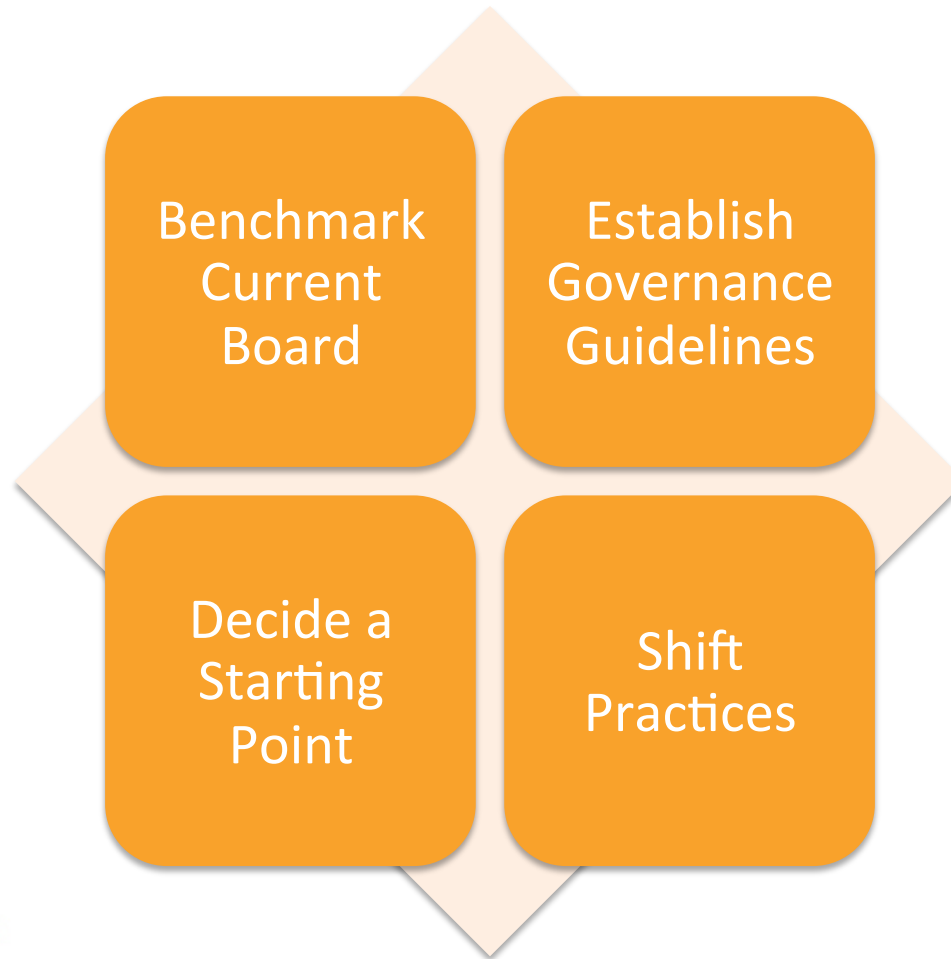 Benchmark
Current
Board
Establish
Governance
Guidelines
Decide a
Starting
Point
Shift
Practices